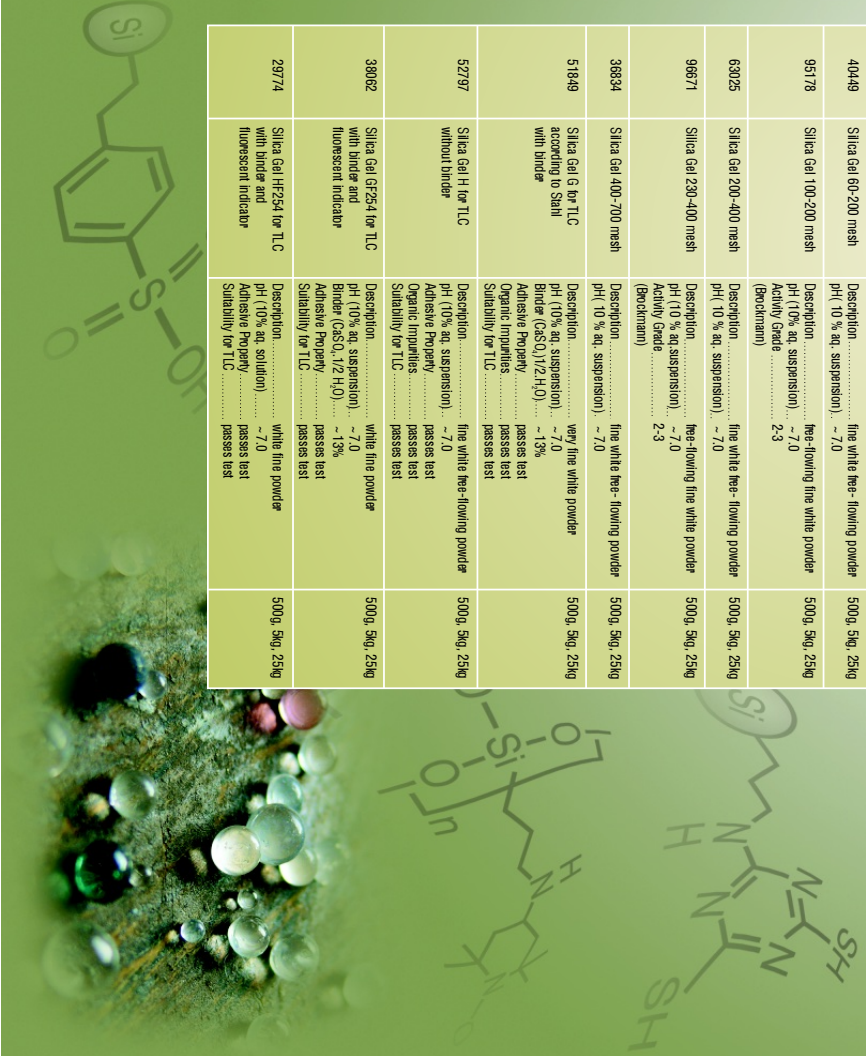 40449
Silica Gel 60-200 mesh
Description................... fine white free- flowing powder
pH( 10 % aq. suspension).. ~ 7.0
500g, 5kg, 25kg
95178
Silica Gel 100-200 mesh
Description................... free-flowing fine white powder
pH (10% aq. suspension).. ~ 7.0
Activity Grade ................. 2-3
(Brockmann)
500g, 5kg, 25kg
63025
Silica Gel 200-400 mesh
Description................... fine white free- flowing powder
pH( 10 % aq. suspension).. ~ 7.0
500g, 5kg, 25kg
96671
Silica Gel 230-400 mesh
Description................... free-flowing fine white powder
pH (10 % aq.suspension)... ~ 7.0
Activity Grade ................. 2-3
(Brockmann)
500g, 5kg, 25kg
36834
Silica Gel 400-700 mesh
Description................... fine white free- flowing powder
pH( 10 % aq. suspension).. ~ 7.0
500g, 5kg, 25kg
51849
Silica Gel G for TLC
according to Stahl
with binder
Description................... very fine white powder
pH (10% aq. suspension)... ~ 7.0
Binder (CaSO₄)1/2.H₂O).... ~ 13%
Adhesive Property............ passes test
Organic Impurities............ passes test
Suitability for TLC ............ passes test
500g, 5kg, 25kg
52797
Silica Gel H for TLC
without binder
Description................... fine white free-flowing powder
pH (10% aq. suspension)... ~ 7.0
Adhesive Property............ passes test
Organic Impurities............ passes test
Suitability for TLC ............ passes test
500g, 5kg, 25kg
38062
Silica Gel GF254 for TLC
with binder and
fluorescent indicator
Description................... white fine powder
pH (10% aq. suspension)... ~ 7.0
Binder (CaSO₄, 1/2 H₂O).... ~ 13%
Adhesive Property............ passes test
Suitability for TLC ............ passes test
500g, 5kg, 25kg
29774
Silica Gel HF254 for TLC
with binder and
fluorescent indicator
Description................... white fine powder
pH (10% aq. solution)....... ~ 7.0
Adhesive Property............ passes test
Suitability for TLC ............ passes test
500g, 5kg, 25kg
Si
S
O
O
OH
Si
O
O
Si
O
n
N
H
N
O
Si
N
H
N
N
N
SH
SH